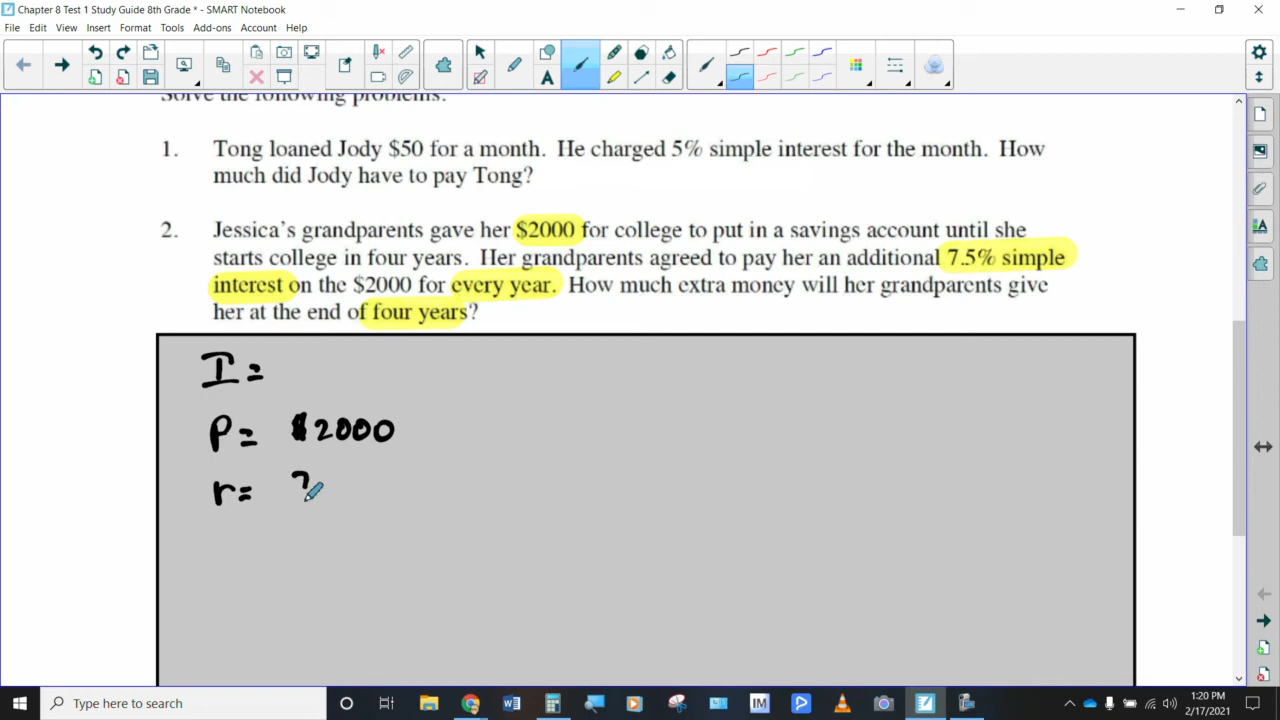 Chapter 8 Test 1 Study Guide 8th Grade * - SMART Notebook
File Edit View Insert Format Tools Add-ons Account Help
Solve the following problems.
1. Tong loaned Jody $50 for a month. He charged 5% simple interest for the month. How
much did Jody have to pay Tong?
2. Jessica's grandparents gave her $2000 for college to put in a savings account until she
starts college in four years. Her grandparents agreed to pay her an additional 7.5% simple
interest on the $2000 for every year. How much extra money will her grandparents give
her at the end of four years?
I =
P = $2000
r = 7
Type here to search
IM
1:20 PM
2/17/2021